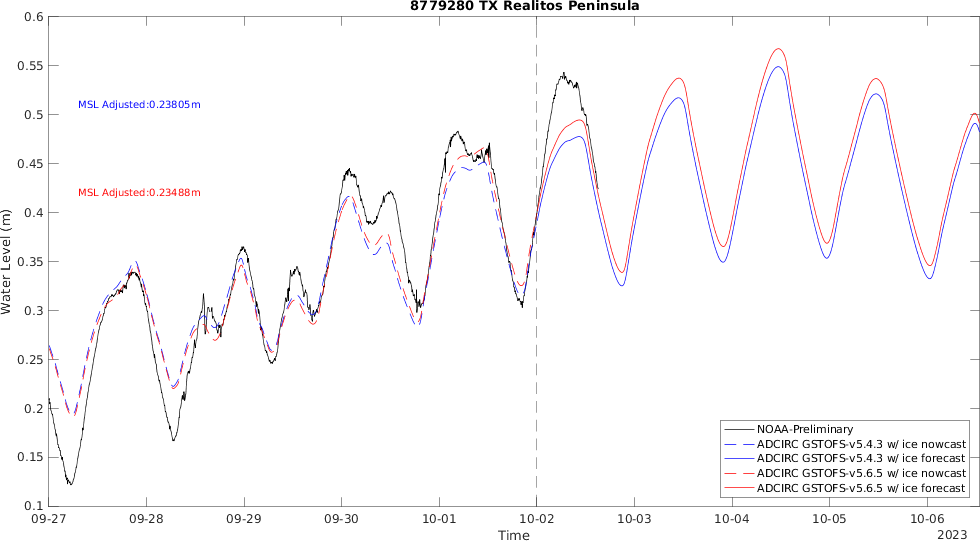 8779280 TX Realitos Peninsula
0.6
0.55
0.5
0.45
0.4
0.35
0.3
0.25
0.2
0.15
0.1
Water Level (m)
MSL Adjusted:0.23805m
MSL Adjusted:0.23488m
NOAA-Preliminary
ADCIRC GSTOFS-v5.4.3 w/ ice nowcast
ADCIRC GSTOFS-v5.4.3 w/ ice forecast
ADCIRC GSTOFS-v5.6.5 w/ ice nowcast
ADCIRC GSTOFS-v5.6.5 w/ ice forecast
09-27 09-28 09-29 09-30 10-01 10-02 10-03 10-04 10-05 10-06
Time
2023